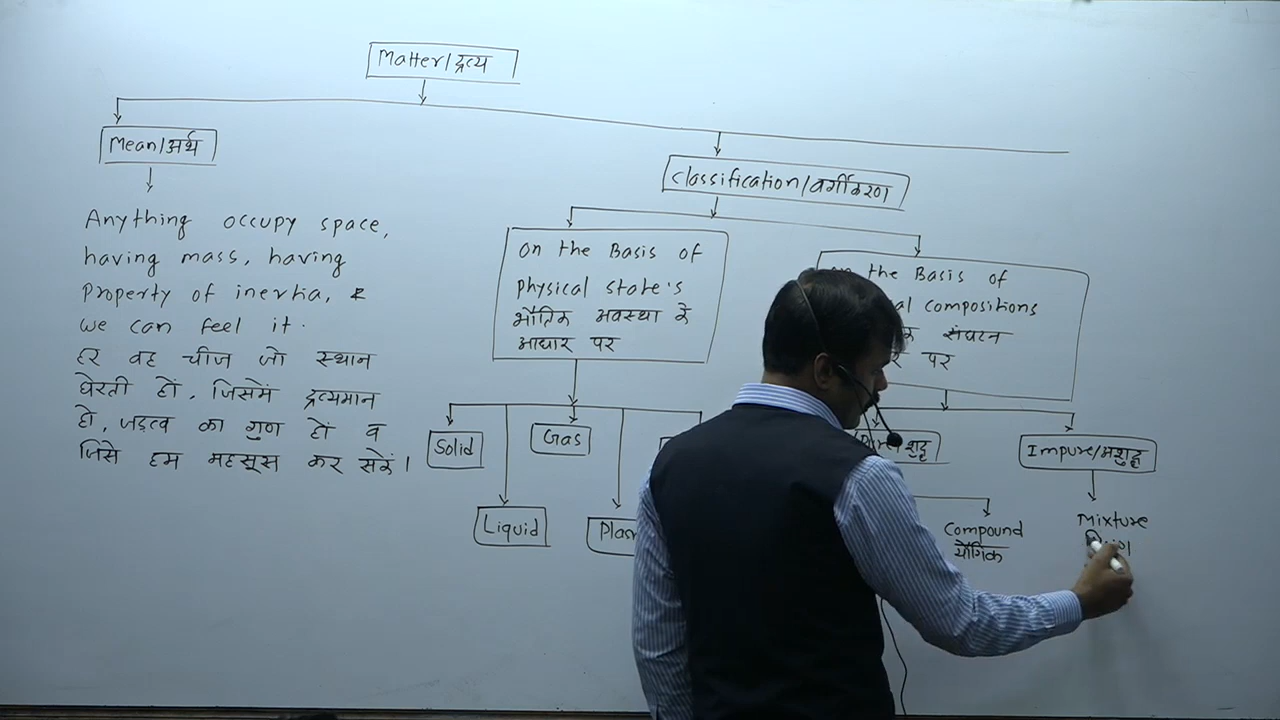 Matter/द्रव्य
Mean/अर्थ
Anything occupy space,
having mass, having
Property of inertia, &
we can feel it.
हर वह चीज जो स्थान
घेरती हो, जिसमें द्रव्यमान
हो, जड़त्व का गुण हो व
जिसे हम महसूस कर सकें।
Classification/वर्गीकरण
On the Basis of
Physical state's
भौतिक अवस्था के
आधार पर
Solid
Liquid
Gas
the Basis of
compositions
संघटन
पर
Impure/अशुद्ध
Compound
यौगिक
Mixture